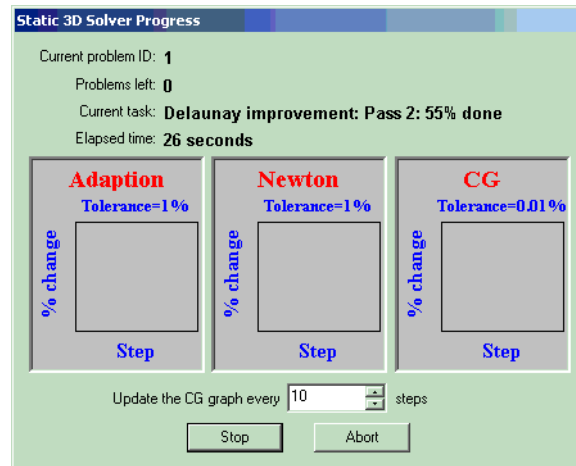 Static 3D Solver Progress
Current problem ID: 1
Problems left: 0
Current task: Delaunay improvement: Pass 2: 55% done
Elapsed time: 26 seconds
Adaption
Tolerance=1%
% change
Step
Newton
Tolerance=1%
% change
Step
CG
Tolerance=0.01%
% change
Step
Update the CG graph every 10 steps
Stop Abort